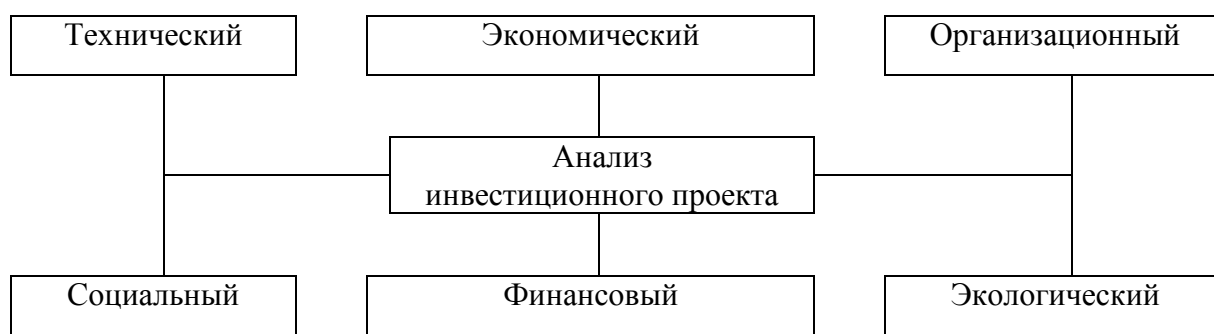 Технический
Экономический
Организационный
Анализ
инвестиционного проекта
Социальный
Финансовый
Экологический